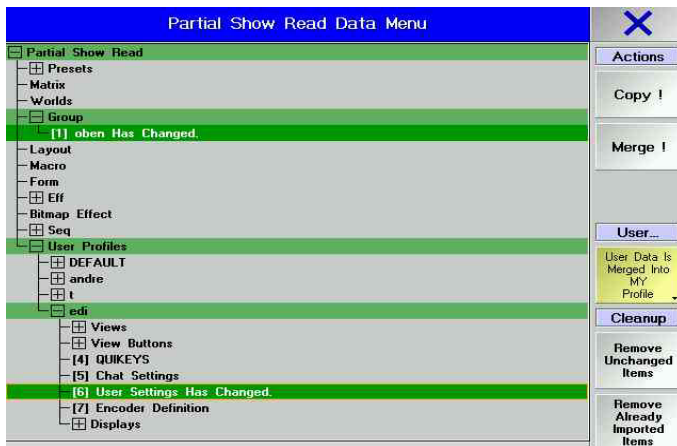 Partial Show Read Data Menu
Partial Show Read
Presets
Matrix
Worlds
Group
[1] oben Has Changed.
Layout
Macro
Form
Eff
Bitmap Effect
Seq
User Profiles
DEFAULT
andre
t
edi
Views
View Buttons
[4] QUIKEYS
[5] Chat Settings
[6] User Settings Has Changed.
[7] Encoder Definition
Displays
Actions
Copy !
Merge !
User...
User Data Is
Merged Into
MY
Profile
Cleanup
Remove
Unchanged
Items
Remove
Already
Imported
Items